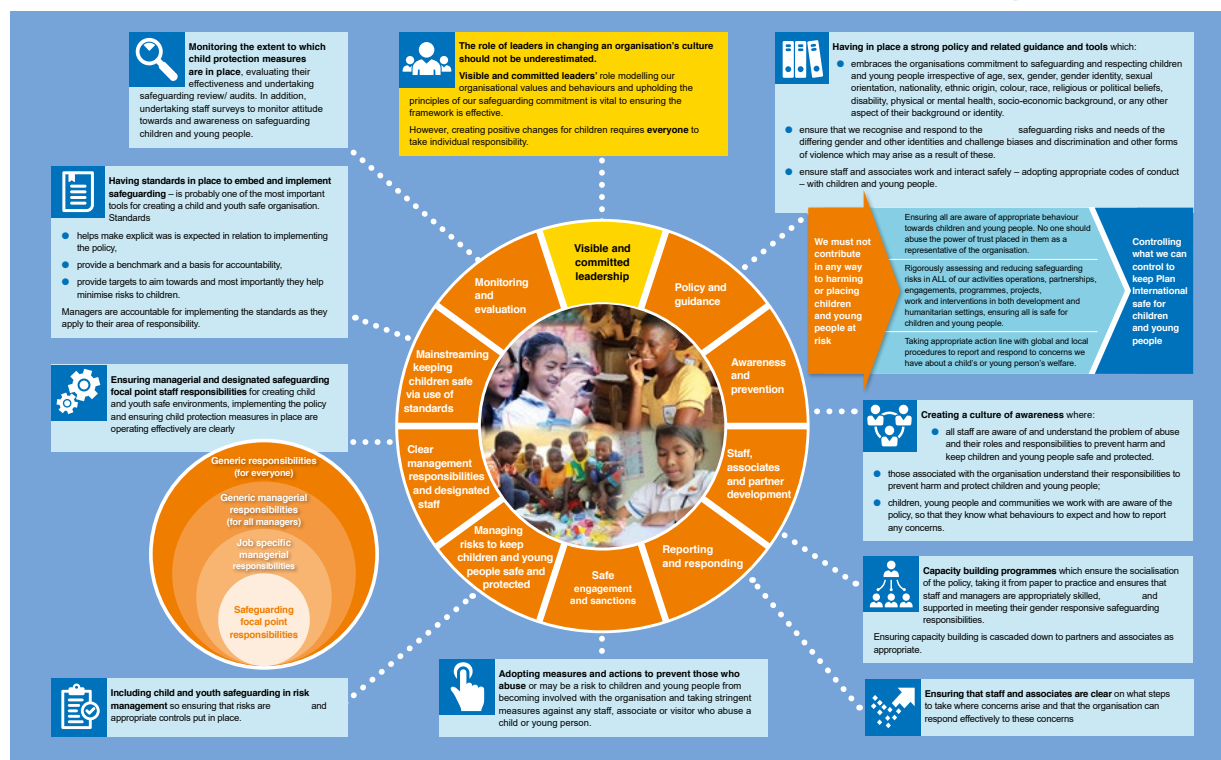 Monitoring the extent to which
child protection measures
are in place, evaluating their
effectiveness and undertaking
safeguarding review/ audits. In addition,
undertaking staff surveys to monitor attitude
towards and awareness on safeguarding
children and young people.
The role of leaders in changing an organisation's culture
should not be underestimated.
Visible and committed leaders' role modelling our
organisational values and behaviours and upholding the
principles of our safeguarding commitment is vital to ensuring the
framework is effective.
However, creating positive changes for children requires everyone to
take individual responsibility.
Having in place a strong policy and related guidance and tools which:
● embraces the organisations commitment to safeguarding and respecting children
and young people irrespective of age, sex, gender, gender identity, sexual
orientation, nationality, ethnic origin, colour, race, religious or political beliefs,
disability, physical or mental health, socio-economic background, or any other
aspect of their background or identity.
● ensure that we recognise and respond to the safeguarding risks and needs of the
differing gender and other identities and challenge biases and discrimination and other forms
of violence which may arise as a result of these.
● ensure staff and associates work and interact safely – adopting appropriate codes of conduct
– with children and young people.
Having standards in place to embed and implement
safeguarding – is probably one of the most important
tools for creating a child and youth safe organisation.
Standards
● helps make explicit was is expected in relation to implementing
the policy,
● provide a benchmark and a basis for accountability,
● provide targets to aim towards and most importantly they help
minimise risks to children.
Managers are accountable for implementing the standards as they
apply to their area of responsibility.
We must not
contribute
in any way
to harming
or placing
children
and young
people at
risk
Ensuring all are aware of appropriate behaviour
towards children and young people. No one should
abuse the power of trust placed in them as a
representative of the organisation.
Rigorously assessing and reducing safeguarding
risks in ALL of our activities operations, partnerships,
engagements, programmes, projects,
work and interventions in both development and
humanitarian settings, ensuring all is safe for
children and young people.
Taking appropriate action line with global and local
procedures to report and respond to concerns we
have about a child's or young person's welfare.
Controlling
what we can
control to
keep Plan
International
safe for
children
and young
people
Visible and
committed
leadership
Policy and
guidance
Awareness
and
prevention
Staff,
associates
and partner
development
Reporting
and responding
Safe
engagement
and sanctions
Managing
risks to keep
children and young
people safe and
protected
Clear
management
responsibilities
and designated
staff
Mainstreaming
keeping
children safe
via use of
standards
Monitoring
and
evaluation
Ensuring managerial and designated safeguarding
focal point staff responsibilities for creating child
and youth safe environments, implementing the policy
and ensuring child protection measures in place are
operating effectively are clearly
Generic responsibilities
(for everyone)
Generic managerial
responsibilities
(for all managers)
Job specific
managerial
responsibilities
Safeguarding
focal point
responsibilities
Creating a culture of awareness where:
● all staff are aware of and understand the problem of abuse
and their roles and responsibilities to prevent harm and
keep children and young people safe and protected.
● those associated with the organisation understand their responsibilities to
prevent harm and protect children and young people;
● children, young people and communities we work with are aware of the
policy, so that they know what behaviours to expect and how to report
any concerns.
Capacity building programmes which ensure the socialisation
of the policy, taking it from paper to practice and ensures that
staff and managers are appropriately skilled, and
supported in meeting their gender responsive safeguarding
responsibilities.
Ensuring capacity building is cascaded down to partners and associates as
appropriate.
Including child and youth safeguarding in risk
management so ensuring that risks are and
appropriate controls put in place.
Adopting measures and actions to prevent those who
abuse or may be a risk to children and young people from
becoming involved with the organisation and taking stringent
measures against any staff, associate or visitor who abuse a
child or young person.
Ensuring that staff and associates are clear on what steps
to take where concerns arise and that the organisation can
respond effectively to these concerns